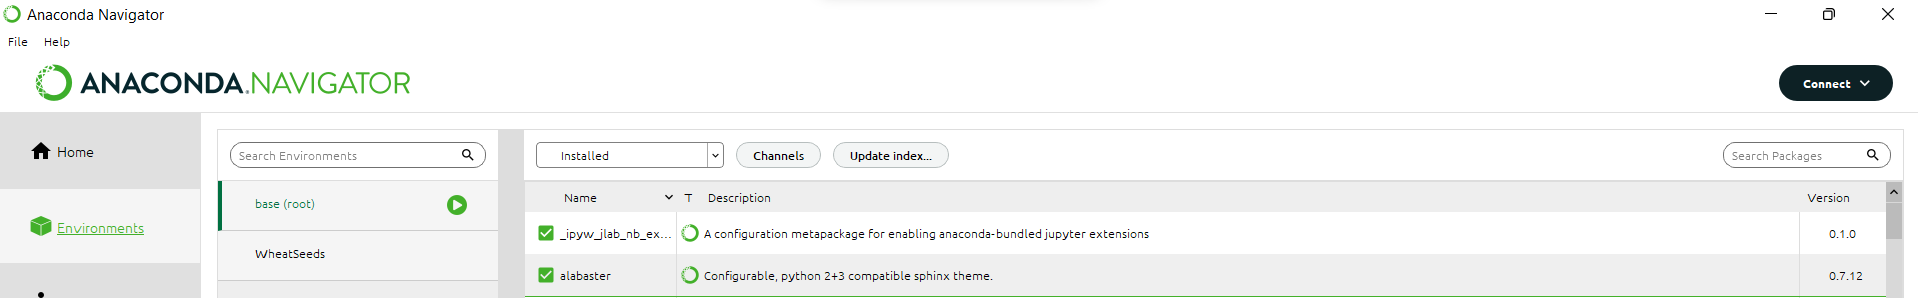 Anaconda Navigator
File Help
ANACONDA.NAVIGATOR
Connect
Home
Search Environments
Installed
Channels
Update index...
Search Packages
Name
T
Description
Version
base (root)
Environments
_ipyw_jlab_nb_ex...
A configuration metapackage for enabling anaconda-bundled jupyter extensions
0.1.0
WheatSeeds
alabaster
Configurable, python 2+3 compatible sphinx theme.
0.7.12